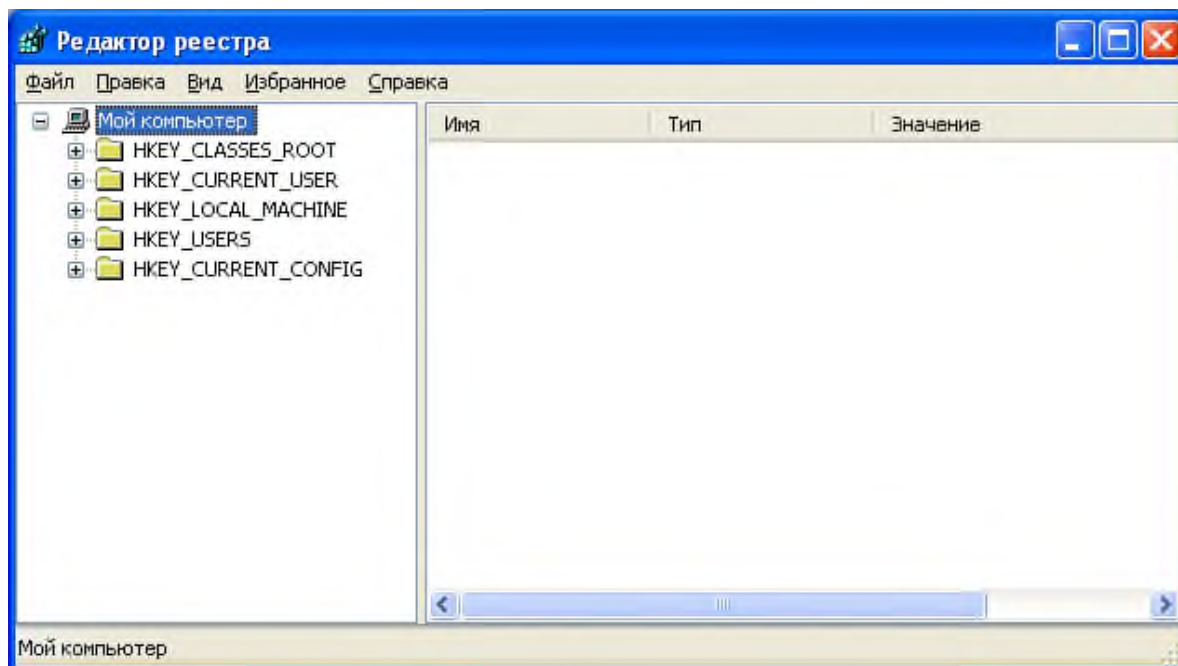 Редактор реестра
Файл Правка Вид Избранное Справка
Мой компьютер
HKEY_CLASSES_ROOT
HKEY_CURRENT_USER
HKEY_LOCAL_MACHINE
HKEY_USERS
HKEY_CURRENT_CONFIG
Имя Тип Значение
Мой компьютер